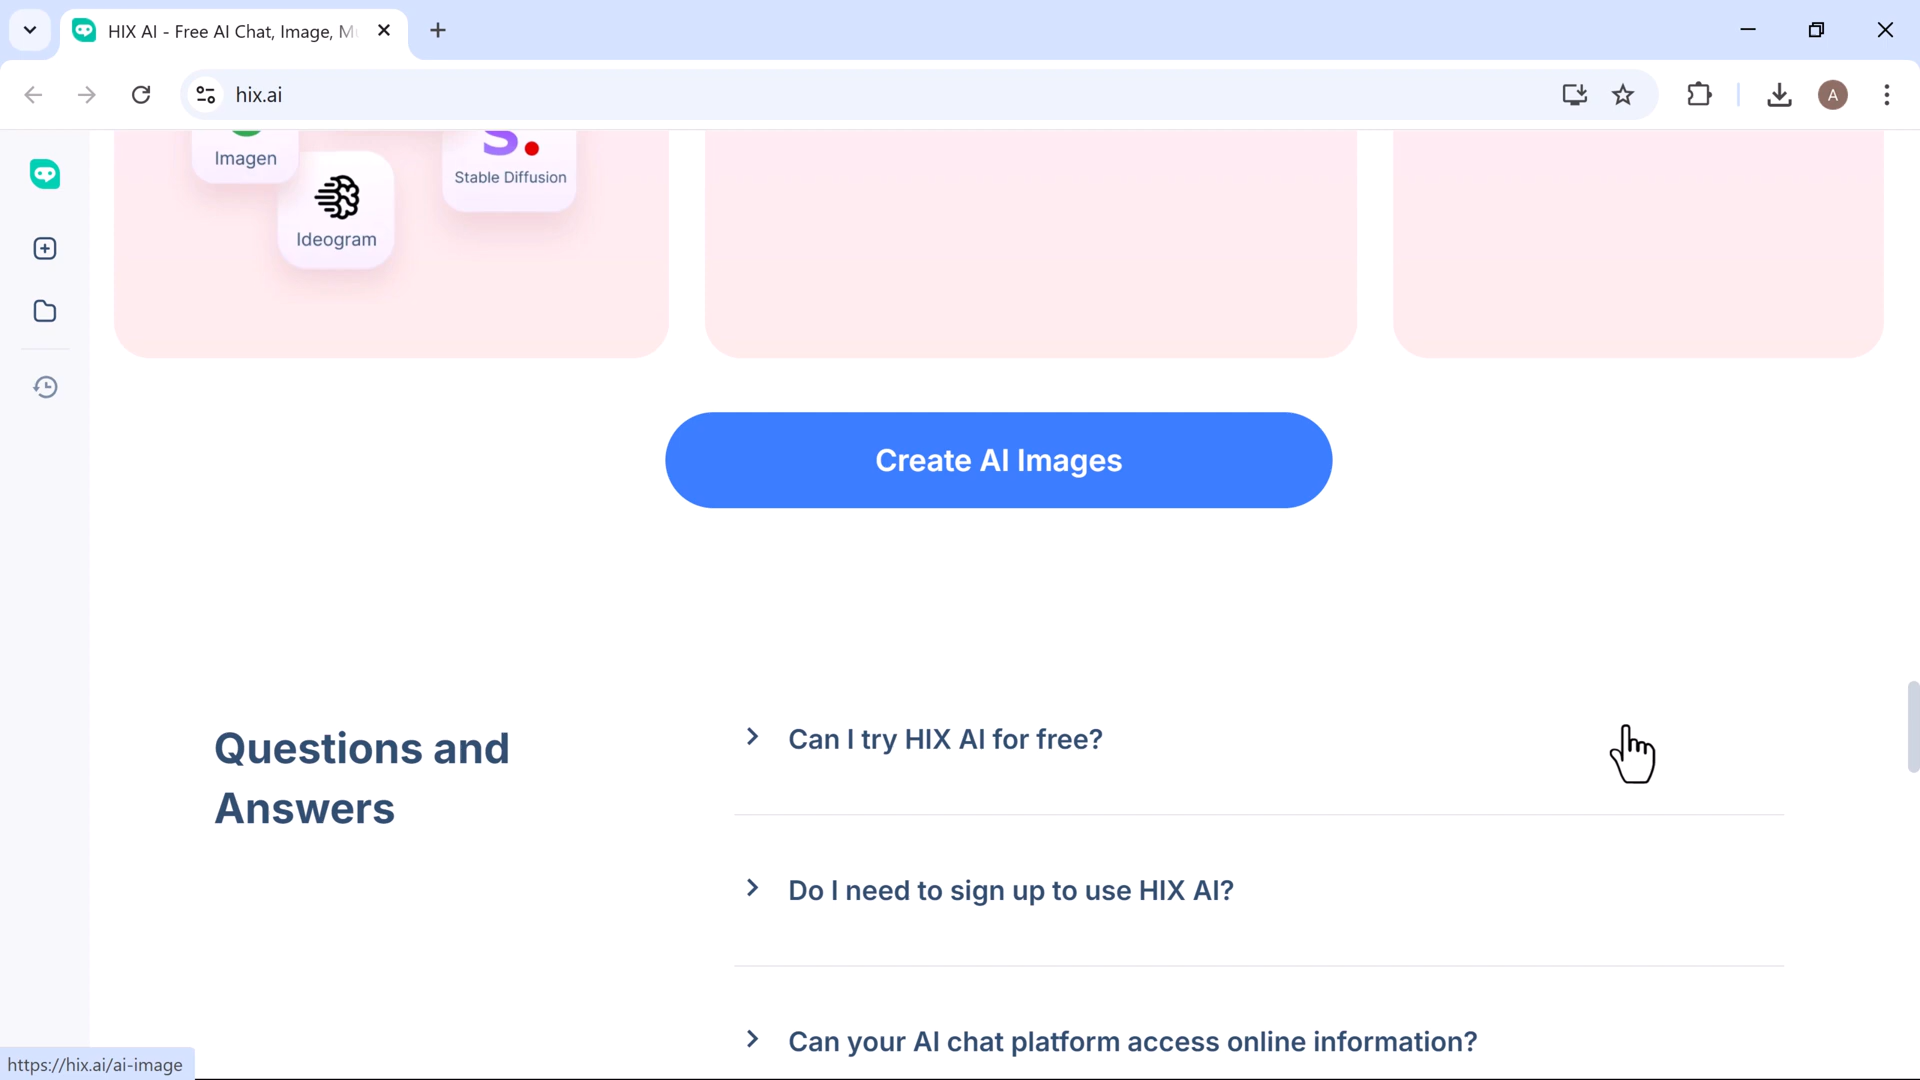 HIX AI - Free AI Chat, Image, Mu
hix.ai
A
Imagen
S.
Stable Diffusion
Ideogram
Create AI Images
Questions and
Answers
Can I try HIX AI for free?
Do I need to sign up to use HIX AI?
Can your AI chat platform access online information?
https://hix.ai/ai-image